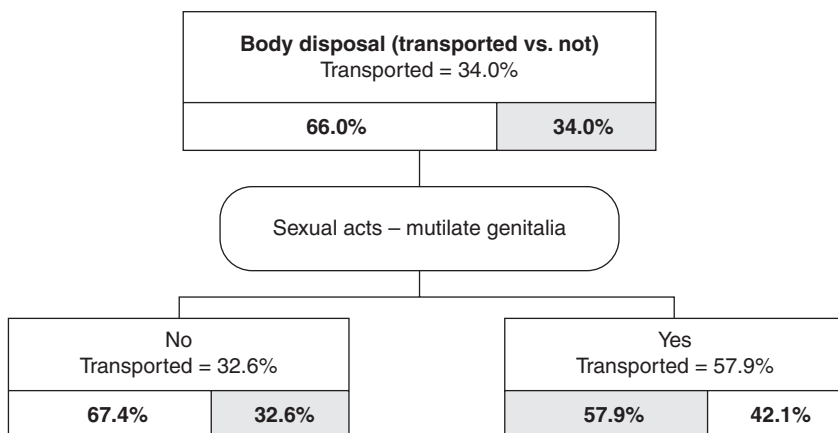 Body disposal (transported vs. not)
Transported = 34.0%
66.0% 34.0%
Sexual acts – mutilate genitalia
No
Transported = 32.6%
67.4% 32.6%
Yes
Transported = 57.9%
57.9% 42.1%